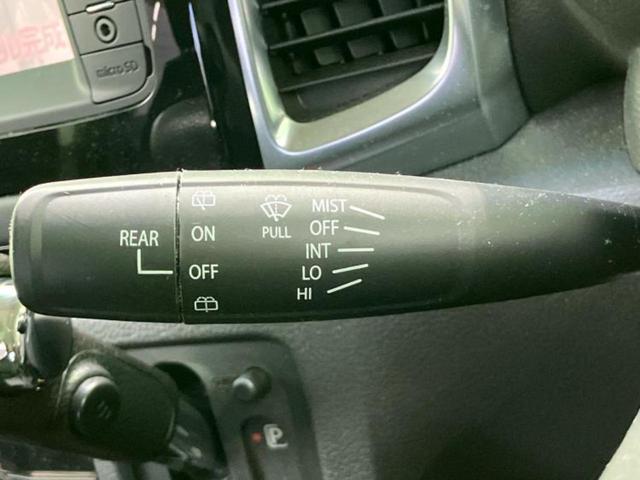 microSD
REAR
ON
OFF
PULL
MIST
OFF
INT
LO
HI
P